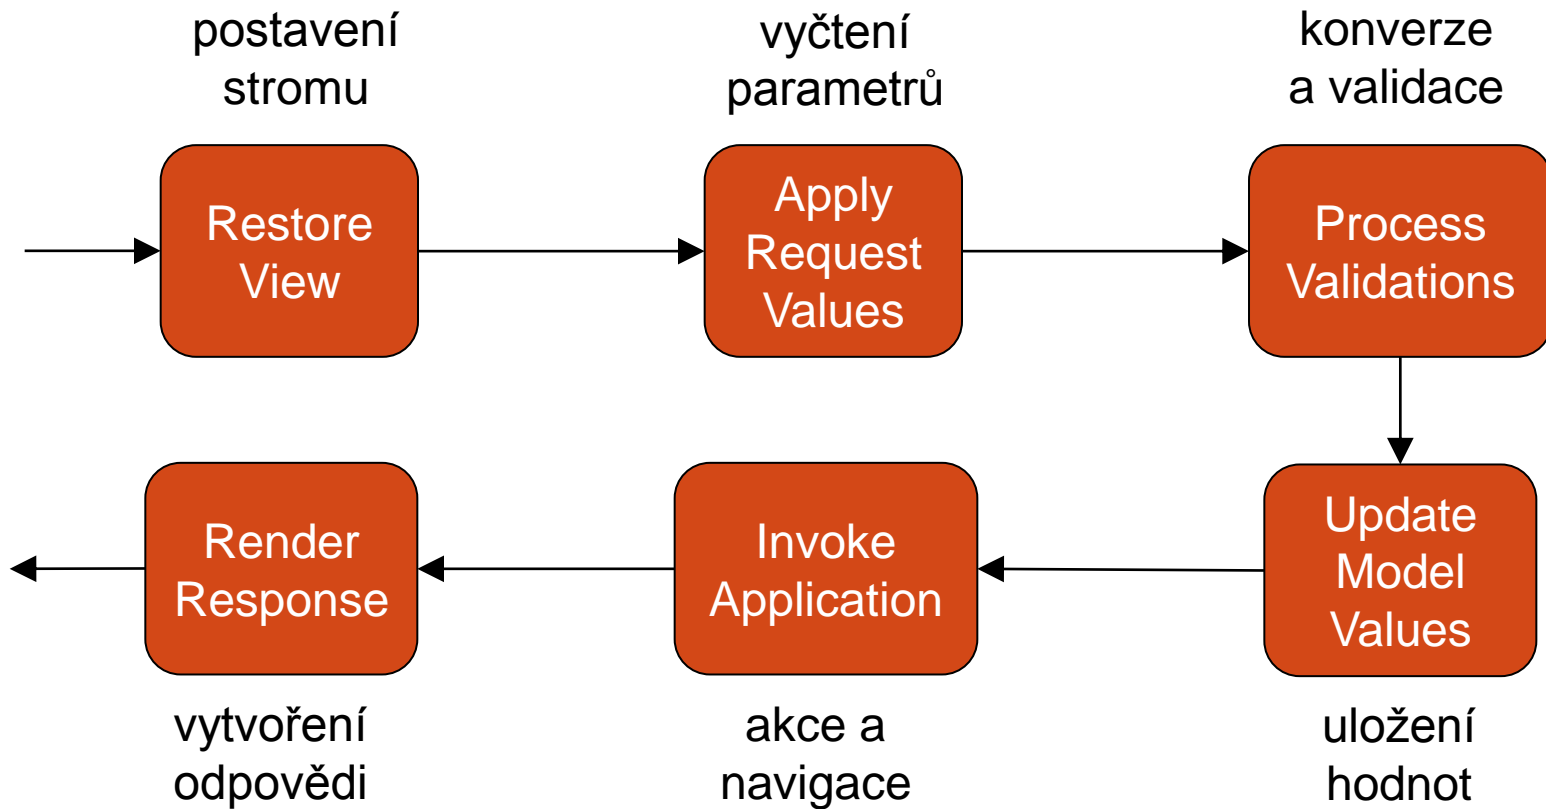 postavení
stromu
vyčtení
parametrů
konverze
a validace
Restore
View
Apply
Request
Values
Process
Validations
Render
Response
Invoke
Application
Update
Model
Values
vytvoření
odpovědi
akce a
navigace
uložení
hodnot